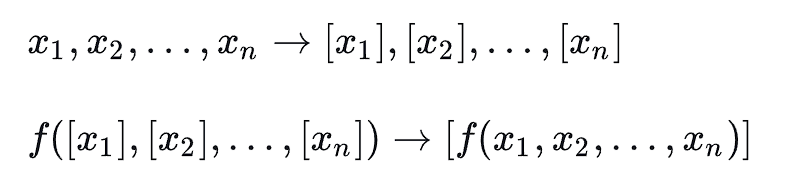 x₁, x₂, . . . , xₙ → [x₁], [x₂], . . . , [xₙ]
f([x₁], [x₂], . . . , [xₙ]) → [f(x₁, x₂, . . . , xₙ)]